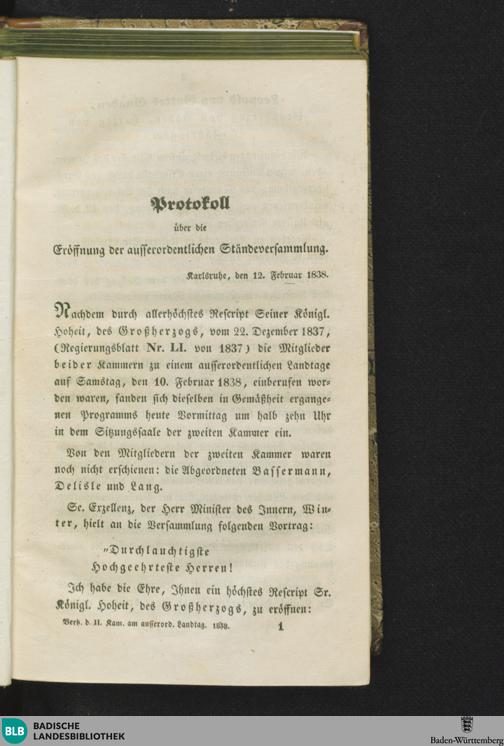 Protokoll
über die
Eröffnung der ausserordentlichen Ständeversammlung.
Karlsruhe, den 12. Februar 1838.
Nachdem durch allerhöchstes Rescript Seiner Königl.
Hoheit, des Großherzogs, vom 22. Dezember 1837,
(Regierungsblatt Nr. LI. von 1837) die Mitglieder
beider Kammern zu einem ausserordentlichen Landtage
auf Samstag, den 10. Februar 1838, einberufen wor-
den waren, fanden sich dieselben in Gemäßheit ergange-
nen Programms heute Vormittag um halb zehn Uhr
in dem Sitzungssaale der zweiten Kammer ein.
Von den Mitgliedern der zweiten Kammer waren
noch nicht erschienen: die Abgeordneten Bassermann,
Delisle und Lang.
Se. Exzellenz, der Herr Minister des Innern, Win-
ter, hielt an die Versammlung folgenden Vortrag:
„Durchlauchtigste
Hochgeehrteste Herren!
Ich habe die Ehre, Ihnen ein höchstes Rescript Sr.
Königl. Hoheit, des Großherzogs, zu eröffnen:
Verh. d. II. Kam. am ausserord. Landtag. 1838. 1
BLB BADISCHE
LANDESBIBLIOTHEK
Baden-Württemberg